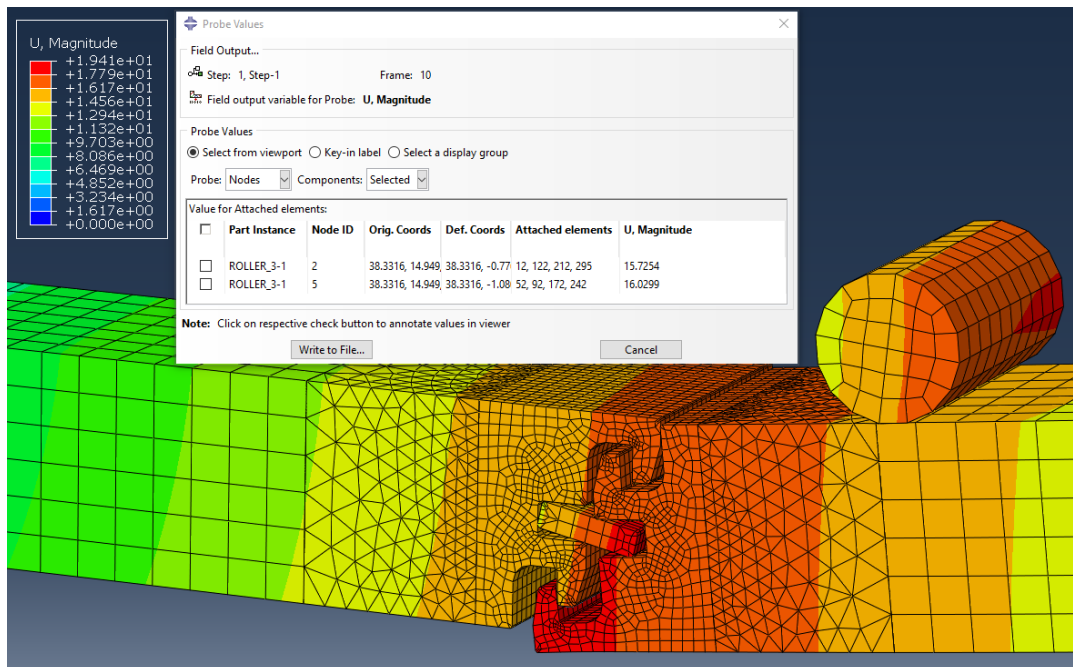 U, Magnitude
+1.941e+01
+1.779e+01
+1.617e+01
+1.456e+01
+1.294e+01
+1.132e+01
+9.703e+00
+8.086e+00
+6.469e+00
+4.852e+00
+3.234e+00
+1.617e+00
+0.000e+00
Probe Values
Field Output...
Step: 1, Step-1 Frame: 10
Field output variable for Probe: U, Magnitude
Probe Values
Select from viewport Key-in label Select a display group
Probe: Nodes Components: Selected
Value for Attached elements:
Part Instance Node ID Orig. Coords Def. Coords Attached elements U, Magnitude
ROLLER_3-1 2 38.3316, 14.949, 38.3316, -0.77 12, 122, 212, 295 15.7254
ROLLER_3-1 5 38.3316, 14.949, 38.3316, -1.08 52, 92, 172, 242 16.0299
Note: Click on respective check button to annotate values in viewer
Write to File... Cancel